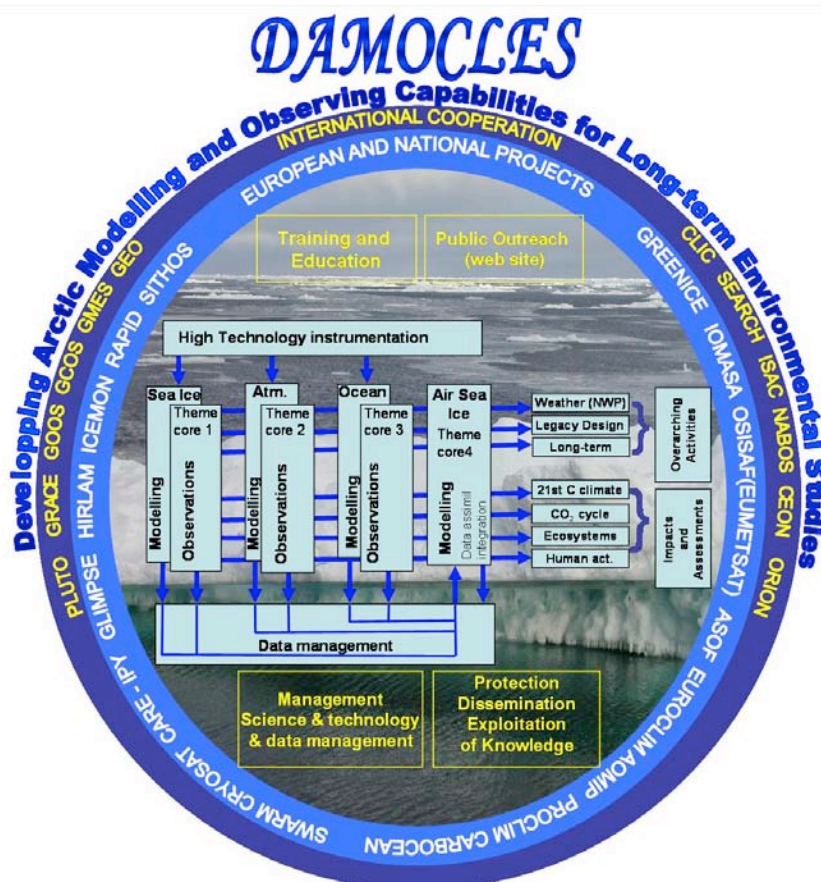 DAMOCLES
Developping Arctic Modelling and Observing Capabilities for Long-term Environmental Studies
INTERNATIONAL COOPERATION
EUROPEAN AND NATIONAL PROJECTS
PLUTO GRACE GOOS GCOS GMES GEO
CLIC SEARCH ISAC NABOS CEON ORION
SWARM CRYOSAT CARE - IPY GLIMPSE HIRLAM ICEMON RAPID SITHOS
GREENICE IOMASA OSISAF(EUMETSAT) ASOF EUROCLIM AOMIP PROCLIM CARBOCEAN
Training and
Education
Public Outreach
(web site)
High Technology instrumentation
Sea Ice
Theme
core 1
Modelling
Observations
Atm.
Theme
core 2
Modelling
Observations
Ocean
Theme
core 3
Modelling
Observations
Air Sea
Ice
Theme
core4
Modelling
Data assimil
integration
Weather (NWP)
Legacy Design
Long-term
Overarching
Activities
21st C climate
CO₂ cycle
Ecosystems
Human act.
Impacts
and
Assessments
Data management
Management
Science & technology
& data management
Protection
Dissemination
Exploitation
of Knowledge